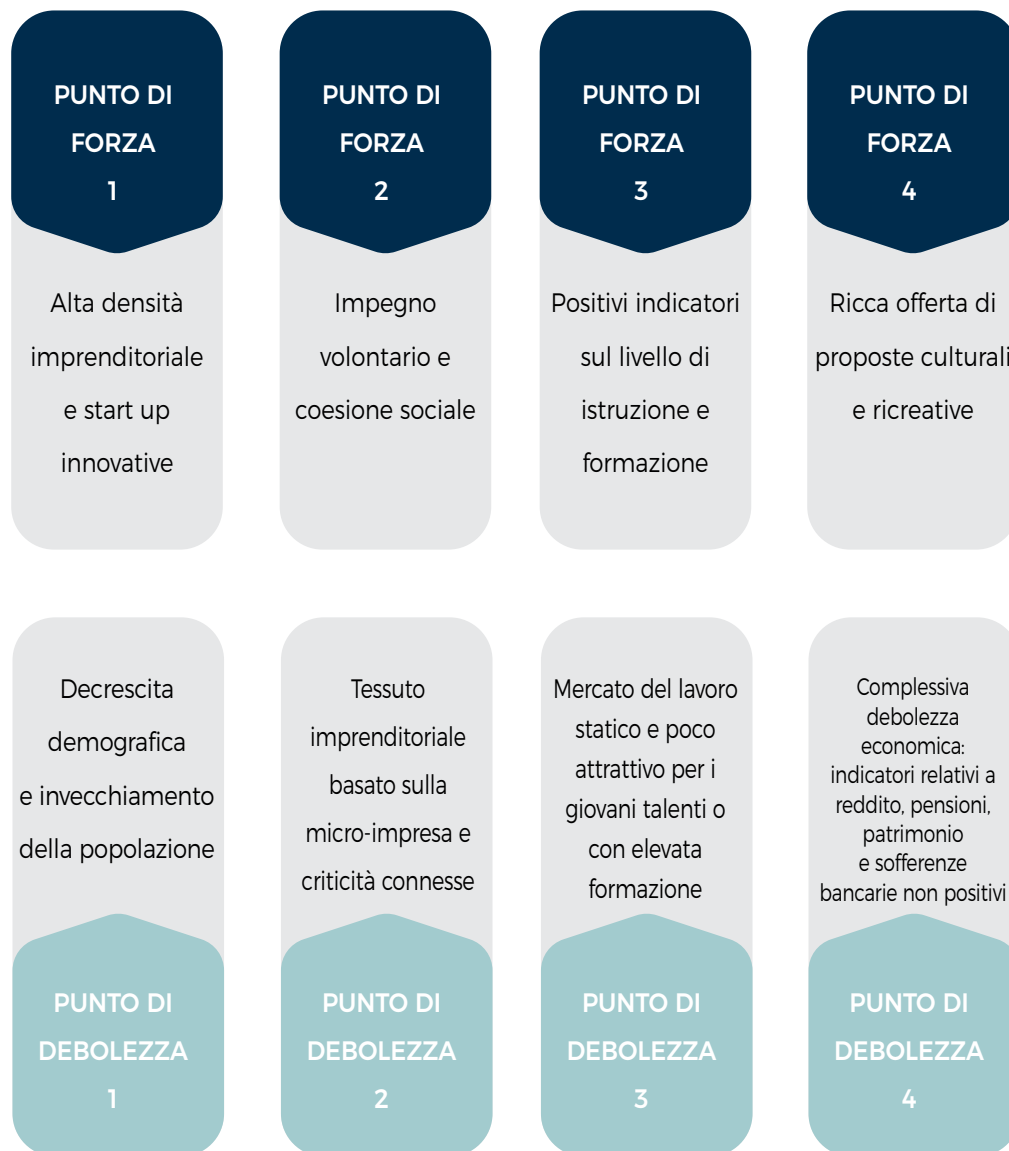 PUNTO DI
FORZA
1
Alta densità
imprenditoriale
e start up
innovative
PUNTO DI
FORZA
2
Impegno
volontario e
coesione sociale
PUNTO DI
FORZA
3
Positivi indicatori
sul livello di
istruzione e
formazione
PUNTO DI
FORZA
4
Ricca offerta di
proposte culturali
e ricreative
Decrescita
demografica
e invecchiamento
della popolazione
PUNTO DI
DEBOLEZZA
1
Tessuto
imprenditoriale
basato sulla
micro-impresa e
criticità connesse
PUNTO DI
DEBOLEZZA
2
Mercato del lavoro
statico e poco
attrattivo per i
giovani talenti o
con elevata
formazione
PUNTO DI
DEBOLEZZA
3
Complessiva
debolezza
economica:
indicatori relativi a
reddito, pensioni,
patrimonio
e sofferenze
bancarie non positivi
PUNTO DI
DEBOLEZZA
4